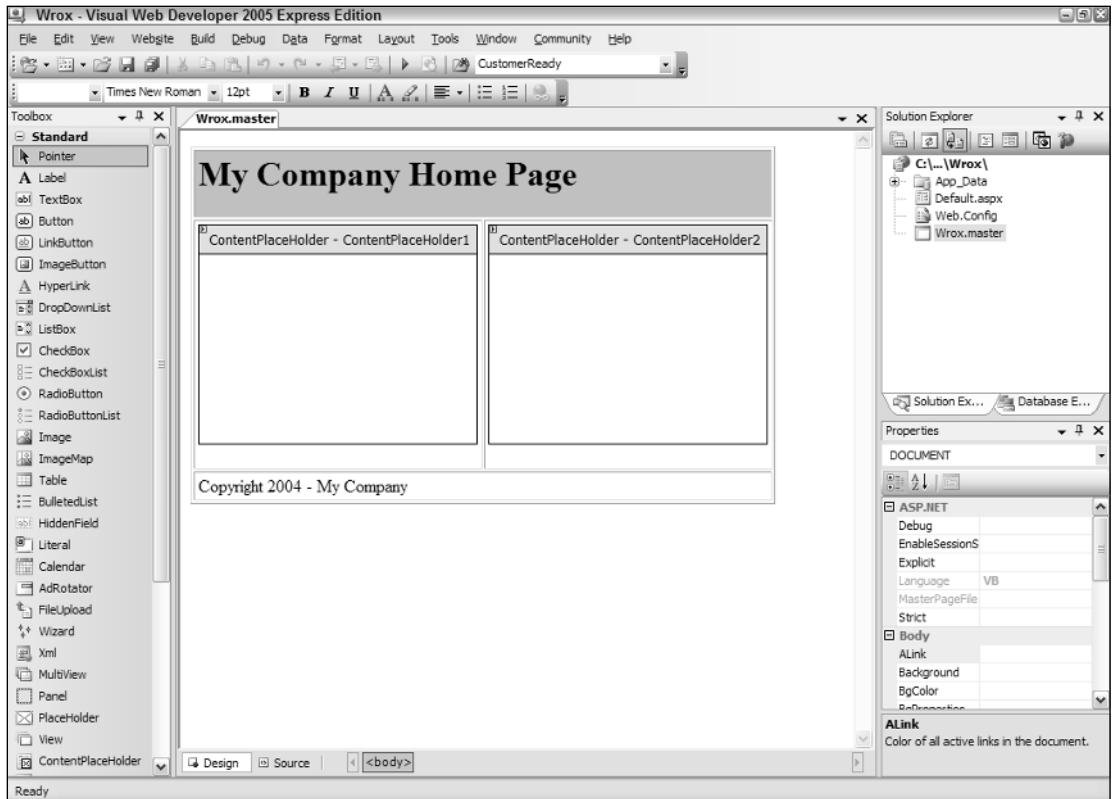 Wrox - Visual Web Developer 2005 Express Edition
File Edit View Website Build Debug Data Format Layout Tools Window Community Help
CustomerReady
Times New Roman 12pt B I U
Toolbox
Standard
Pointer
A Label
abl TextBox
ab Button
ab LinkButton
ImageButton
A HyperLink
DropDownList
ListBox
CheckBox
CheckBoxList
RadioButton
RadioButtonList
Image
ImageMap
Table
BulletedList
abl HiddenField
Literal
Calendar
AdRotator
FileUpload
Wizard
Xml
MultiView
Panel
PlaceHolder
View
ContentPlaceHolder
Wrox.master
My Company Home Page
ContentPlaceHolder - ContentPlaceHolder1
ContentPlaceHolder - ContentPlaceHolder2
Copyright 2004 - My Company
Design Source <body>
Solution Explorer
C:\...\Wrox\
App_Data
Default.aspx
Web.Config
Wrox.master
Solution Ex... Database E...
Properties
DOCUMENT
ASP.NET
Debug
EnableSessionS
Explicit
Language VB
MasterPageFile
Strict
Body
ALink
Background
BgColor
ALink
Color of all active links in the document.
Ready